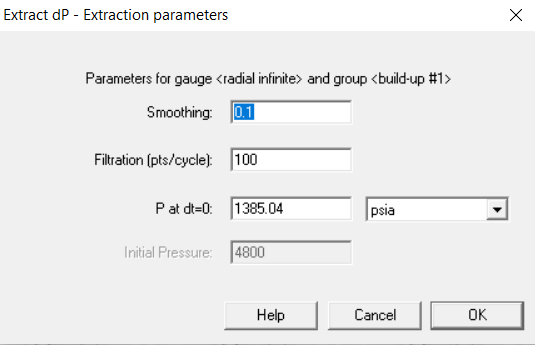 Extract dP - Extraction parameters
Parameters for gauge <radial infinite> and group <build-up #1>
Smoothing: 0.1
Filtration (pts/cycle): 100
P at dt=0: 1385.04 psia
Initial Pressure: 4800
Help Cancel OK